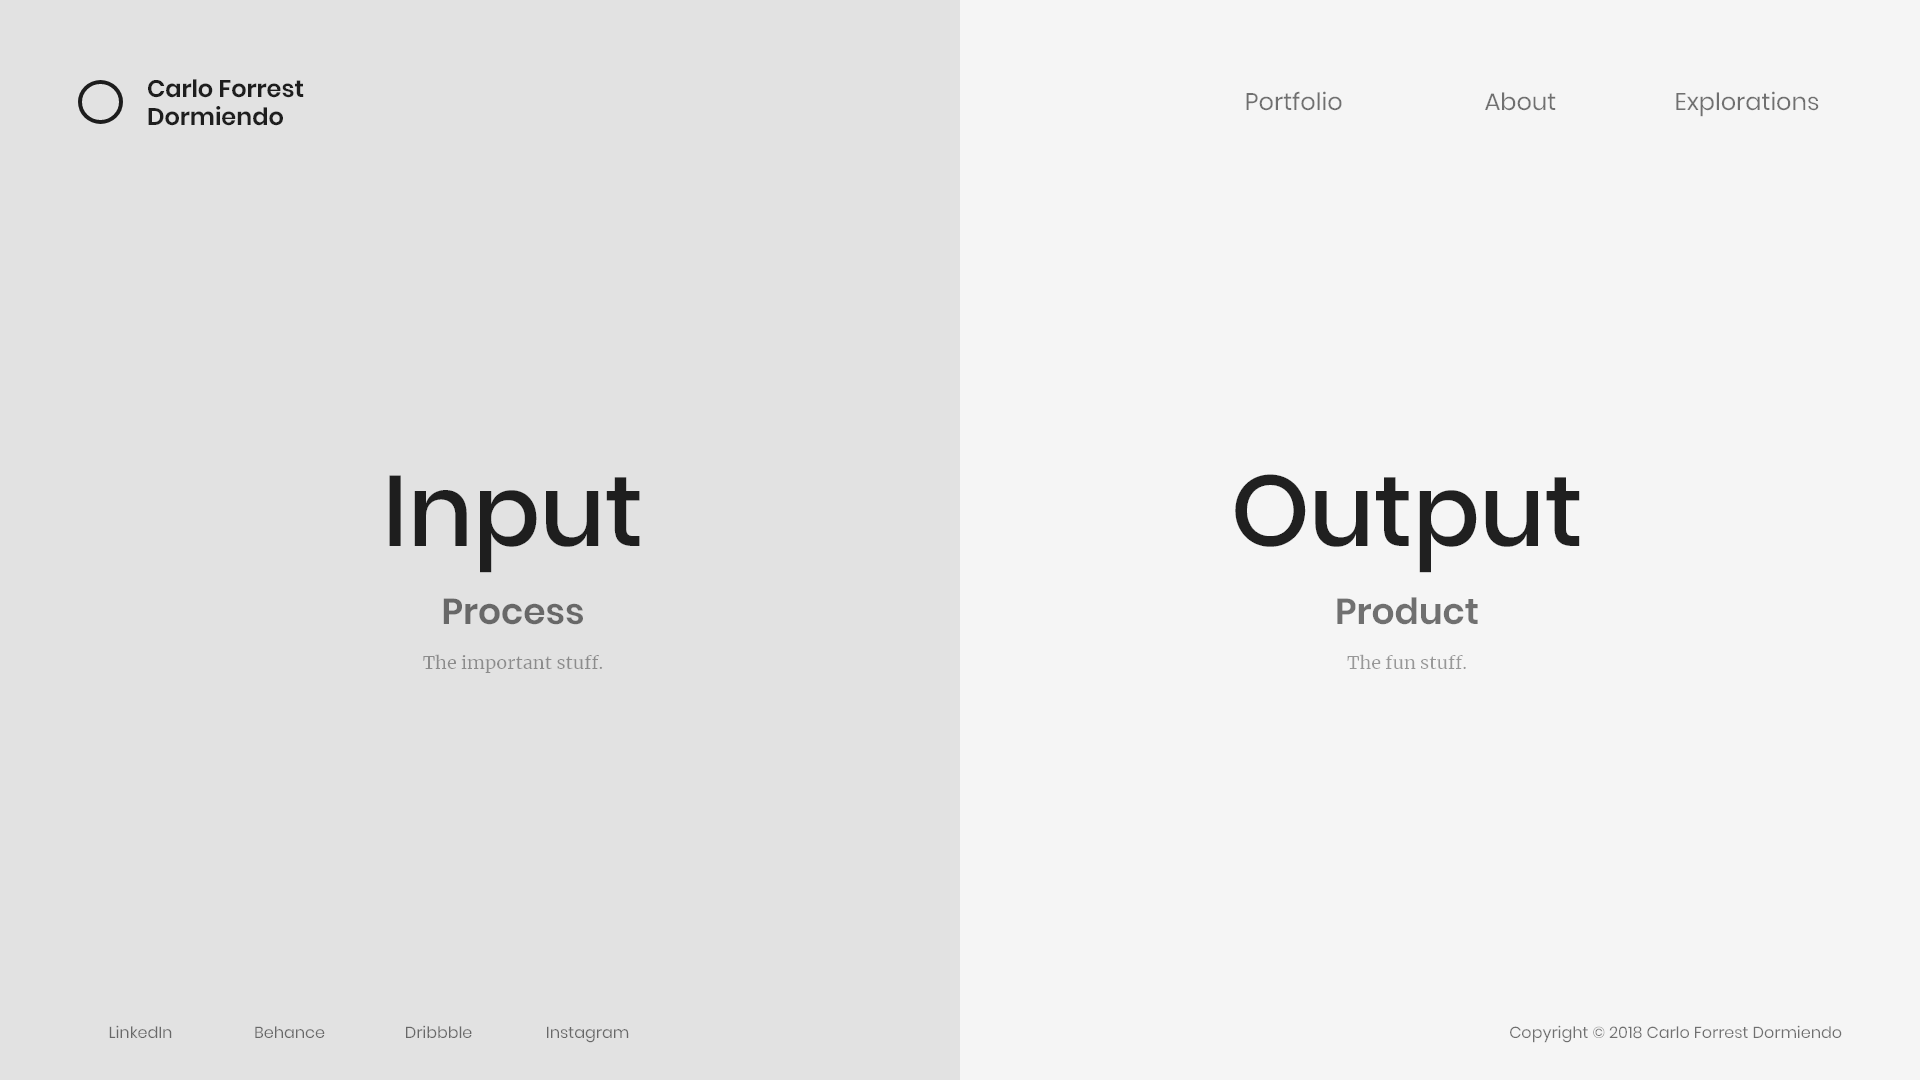 Carlo Forrest
Dormiendo
Portfolio
About
Explorations
Input
Process
The important stuff.
Output
Product
The fun stuff.
LinkedIn
Behance
Dribbble
Instagram
Copyright © 2018 Carlo Forrest Dormiendo